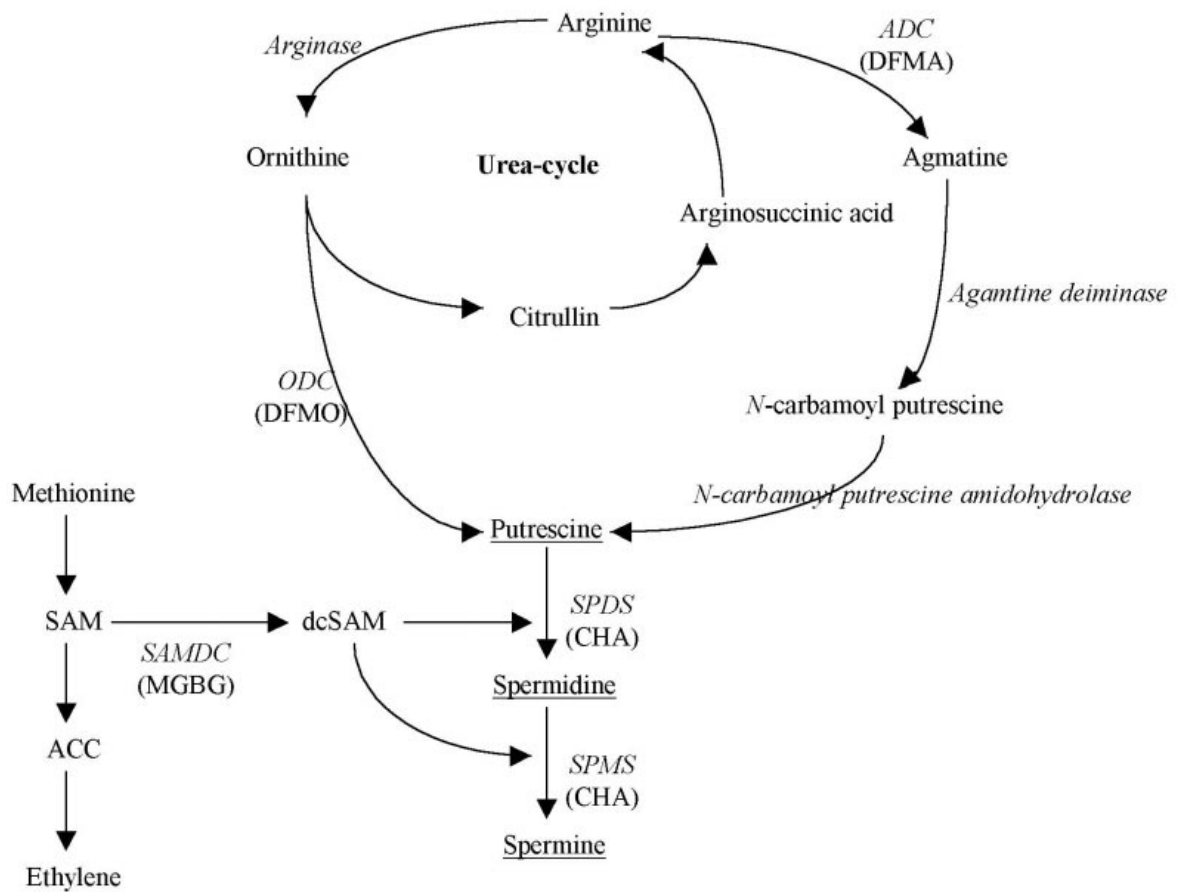 Arginine
Arginase
ADC
(DFMA)
Ornithine
Urea-cycle
Agmatine
Arginosuccinic acid
Agamtine deiminase
Citrullin
ODC
(DFMO)
N-carbamoyl putrescine
Methionine
N-carbamoyl putrescine amidohydrolase
Putrescine
SAM
dcSAM
SPDS
(CHA)
SAMDC
(MGBG)
Spermidine
ACC
SPMS
(CHA)
Spermine
Ethylene